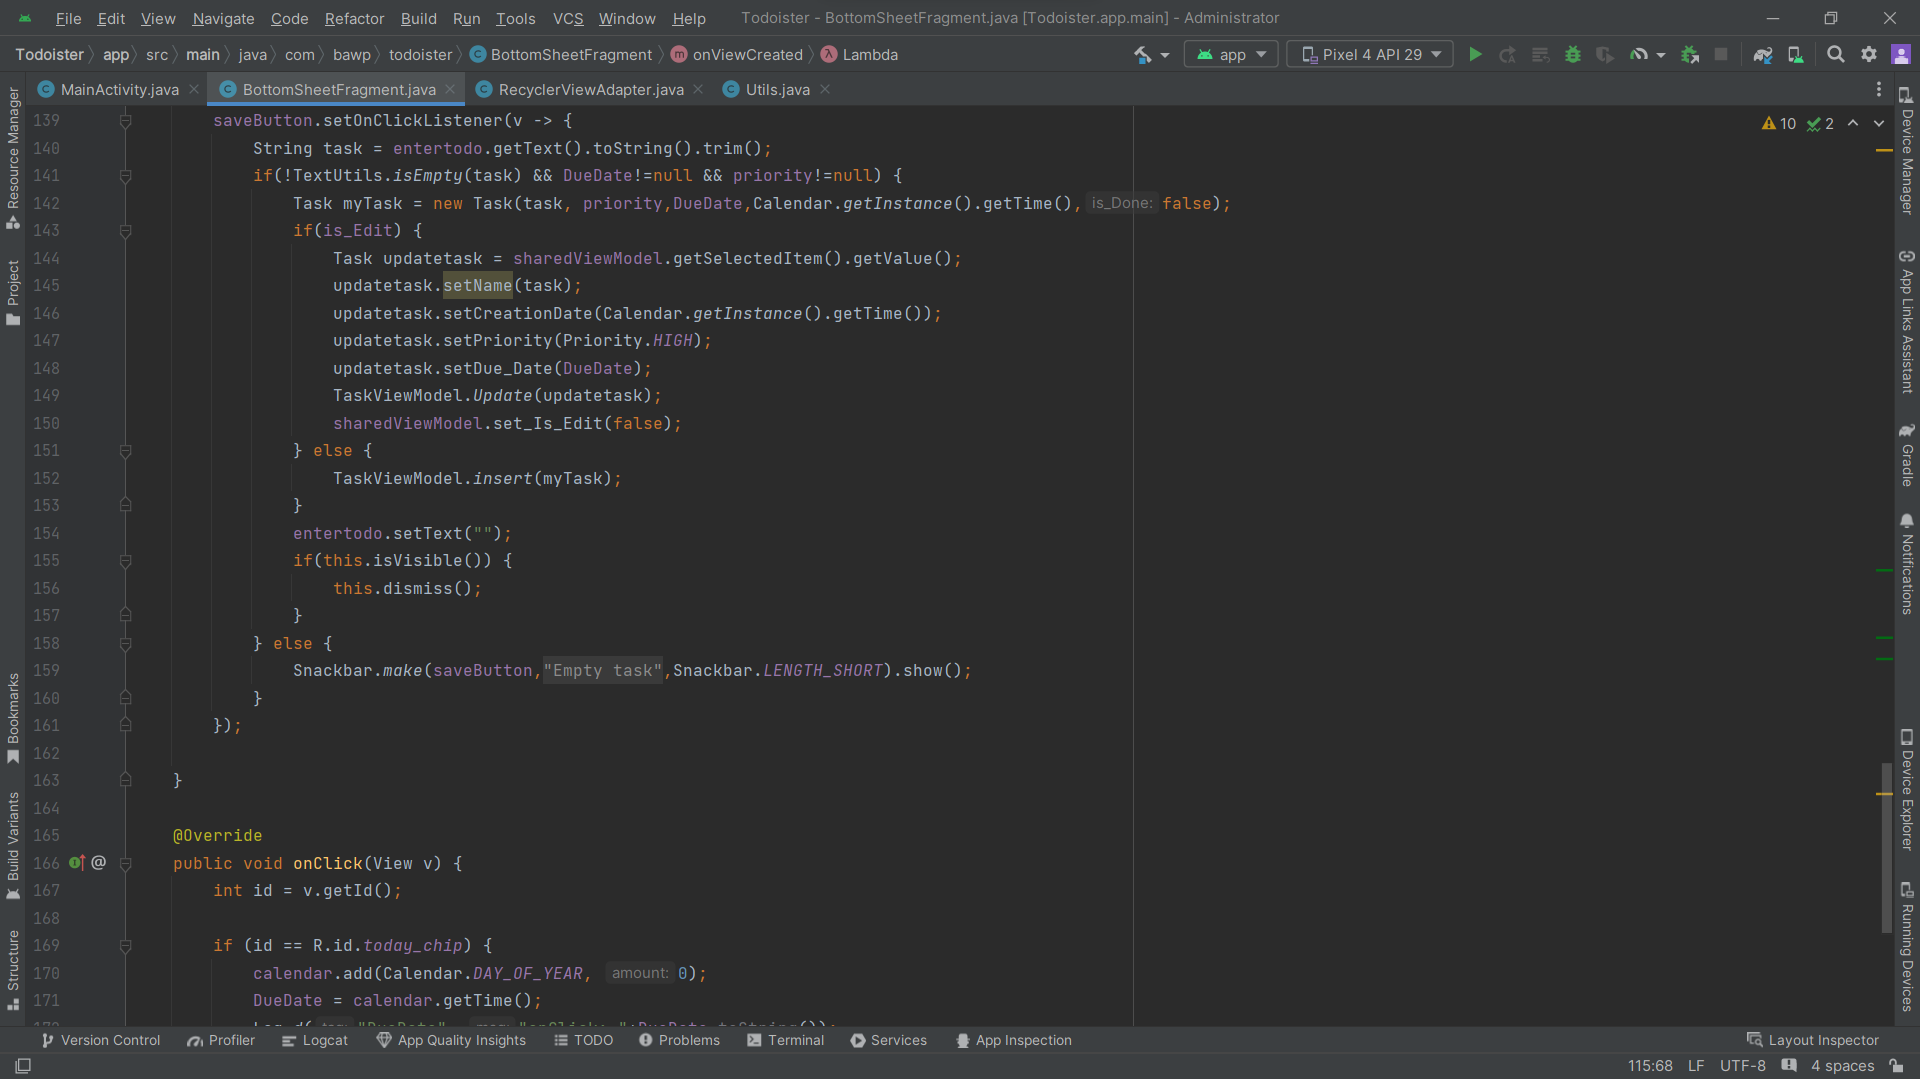 File Edit View Navigate Code Refactor Build Run Tools VCS Window Help Todoister - BottomSheetFragment.java [Todoister.app.main] - Administrator
Todoister app src main java com bawp todoister BottomSheetFragment onViewCreated Lambda app Pixel 4 API 29
MainActivity.java BottomSheetFragment.java RecyclerViewAdapter.java Utils.java
10 2
139 saveButton.setOnClickListener(v -> {
140 String task = entertodo.getText().toString().trim();
141 if(!TextUtils.isEmpty(task) && DueDate!=null && priority!=null) {
142 Task myTask = new Task(task, priority,DueDate,Calendar.getInstance().getTime(), is_Done: false);
143 if(is_Edit) {
144 Task updatetask = sharedViewModel.getSelectedItem().getValue();
145 updatetask.setName(task);
146 updatetask.setCreationDate(Calendar.getInstance().getTime());
147 updatetask.setPriority(Priority.HIGH);
148 updatetask.setDue_Date(DueDate);
149 TaskViewModel.Update(updatetask);
150 sharedViewModel.set_Is_Edit(false);
151 } else {
152 TaskViewModel.insert(myTask);
153 }
154 entertodo.setText("");
155 if(this.isVisible()) {
156 this.dismiss();
157 }
158 } else {
159 Snackbar.make(saveButton,"Empty task",Snackbar.LENGTH_SHORT).show();
160 }
161 });
162
163 }
164
165 @Override
166 @ public void onClick(View v) {
167 int id = v.getId();
168
169 if (id == R.id.today_chip) {
170 calendar.add(Calendar.DAY_OF_YEAR, amount: 0);
171 DueDate = calendar.getTime();
Resource Manager
Project
Bookmarks
Build Variants
Structure
Device Manager
App Links Assistant
Gradle
Notifications
Device Explorer
Running Devices
Version Control Profiler Logcat App Quality Insights TODO Problems Terminal Services App Inspection Layout Inspector
115:68 LF UTF-8 4 spaces